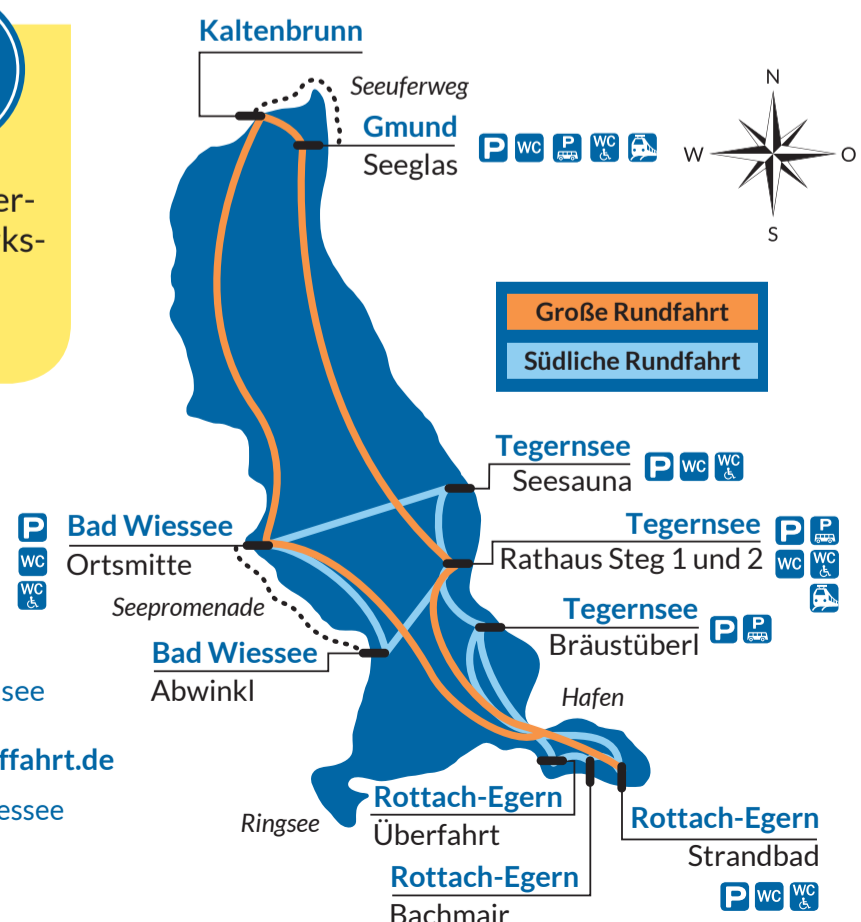 Kaltenbrunn
Seeuferweg
Gmund
Seeglas
P WC P WC
N
W O
S
er-
ks-
Große Rundfahrt
Südliche Rundfahrt
Tegernsee
Seesauna
P WC WC
Tegernsee
Rathaus Steg 1 und 2
P P
WC WC
Tegernsee
Bräustüberl
P P
P
WC
WC
Bad Wiessee
Ortsmitte
Seepromenade
Bad Wiessee
Abwinkl
Hafen
see
ffahrt.de
essee
Ringsee
Rottach-Egern
Überfahrt
Rottach-Egern
Bachmair
Rottach-Egern
Strandbad
P WC WC